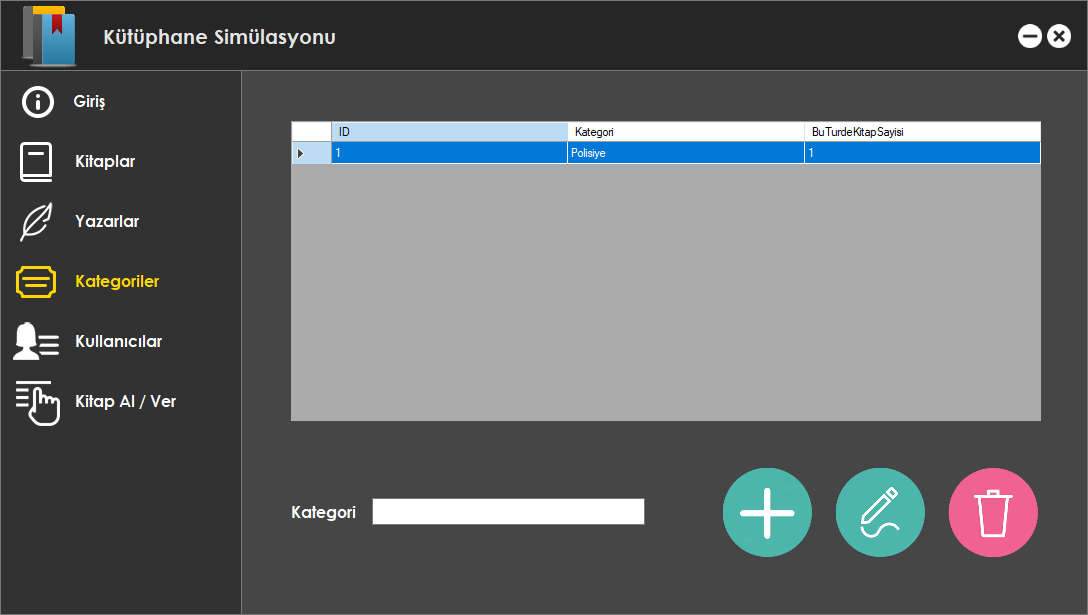 Kütüphane Simülasyonu
Giriş
Kitaplar
Yazarlar
Kategoriler
Kullanıcılar
Kitap Al / Ver
ID Kategori BuTurdeKitapSayisi
1 Polisiye 1
Kategori